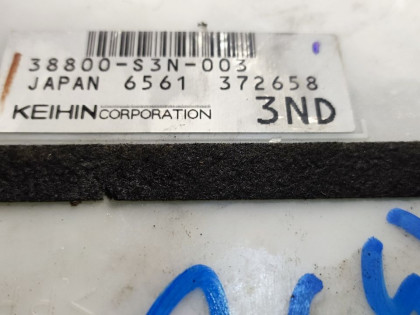 38800-S3N-003
JAPAN 6561 372658
KEIHIN CORPORATION 3ND